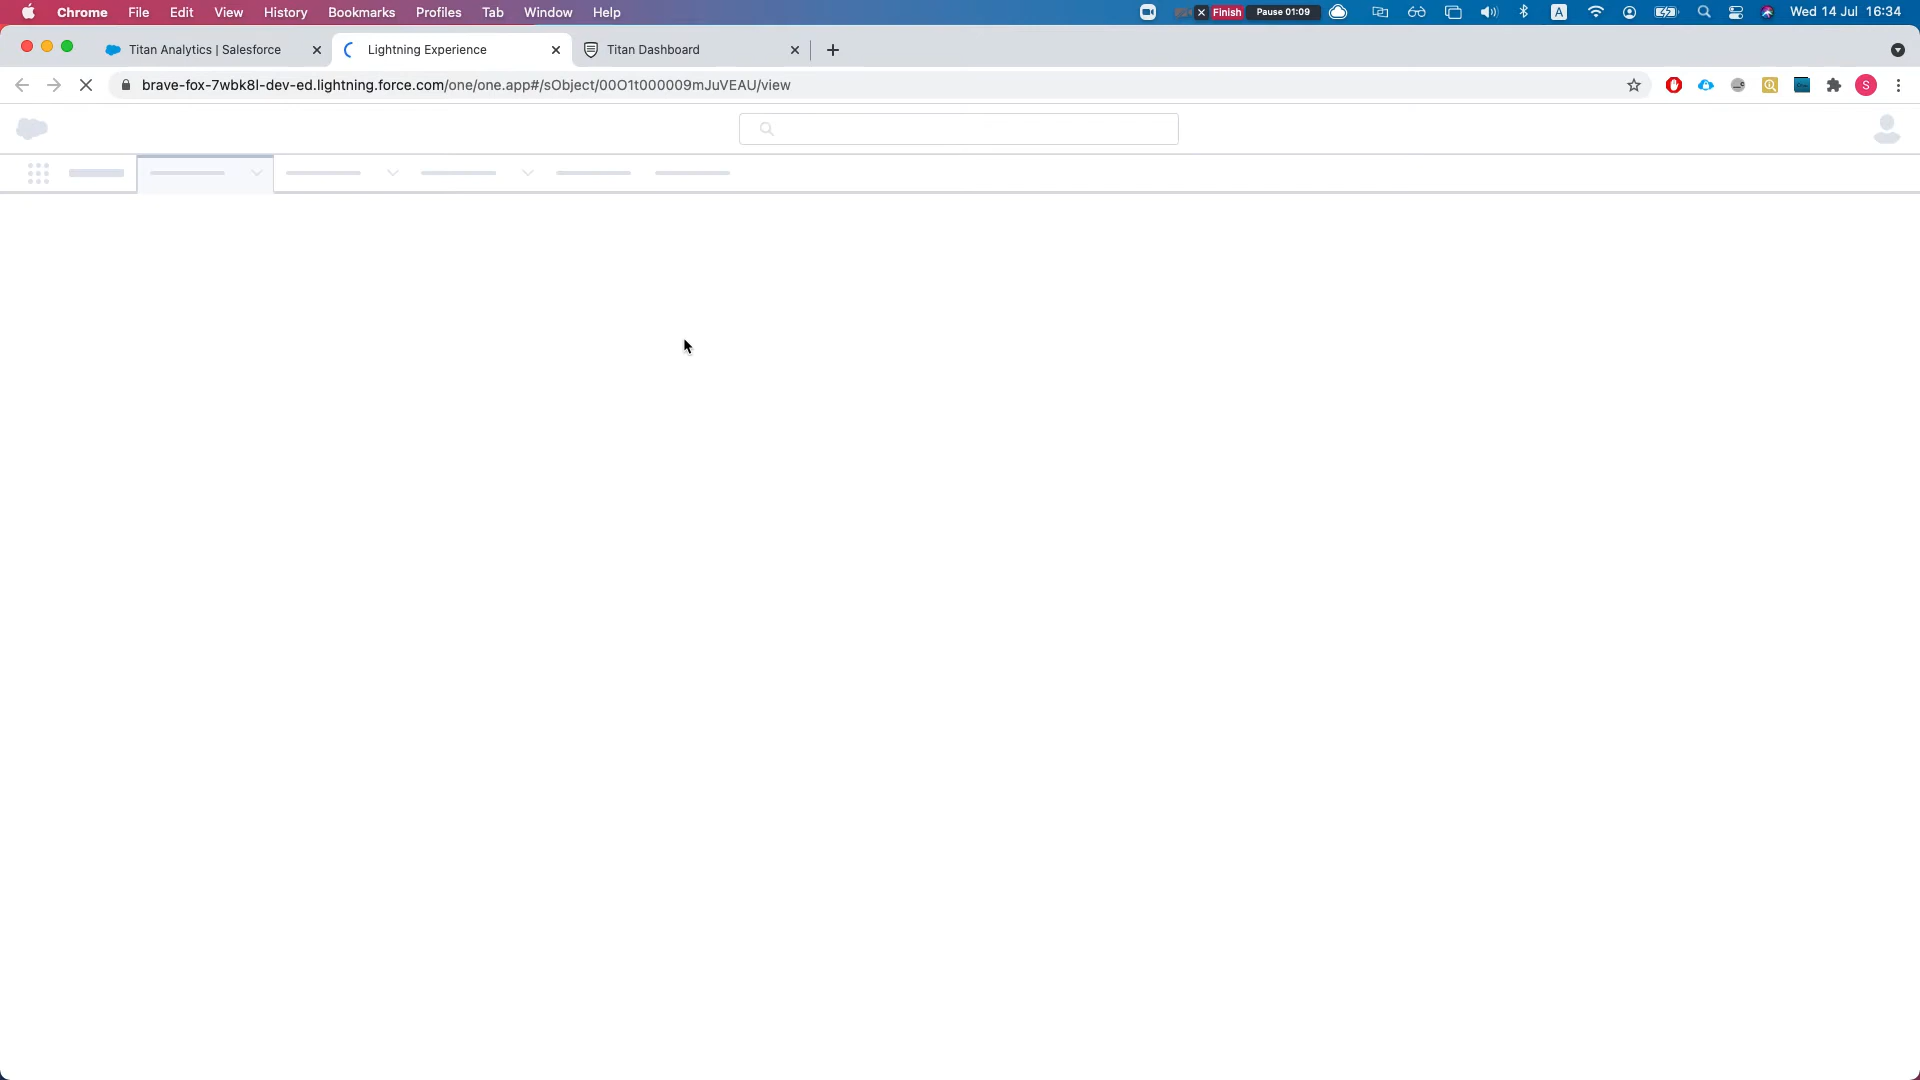 Chrome File Edit View History Bookmarks Profiles Tab Window Help Finish Pause 01:09 A Wed 14 Jul 16:34
Titan Analytics | Salesforce Lightning Experience Titan Dashboard
brave-fox-7wbk8l-dev-ed.lightning.force.com/one/one.app#/sObject/00O1t000009mJuVEAU/view S